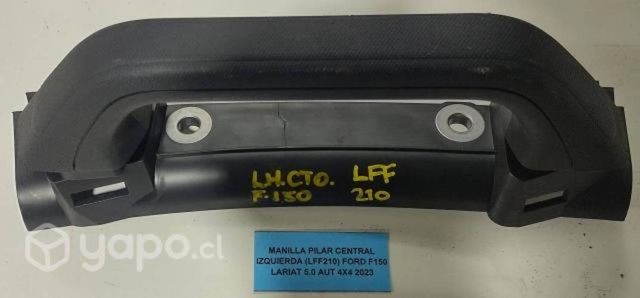 LH.CTO. LFF
F-150 210
yapo.cl
MANILLA PILAR CENTRAL
IZQUIERDA (LFF210) FORD F150
LARIAT 5.0 AUT 4X4 2023